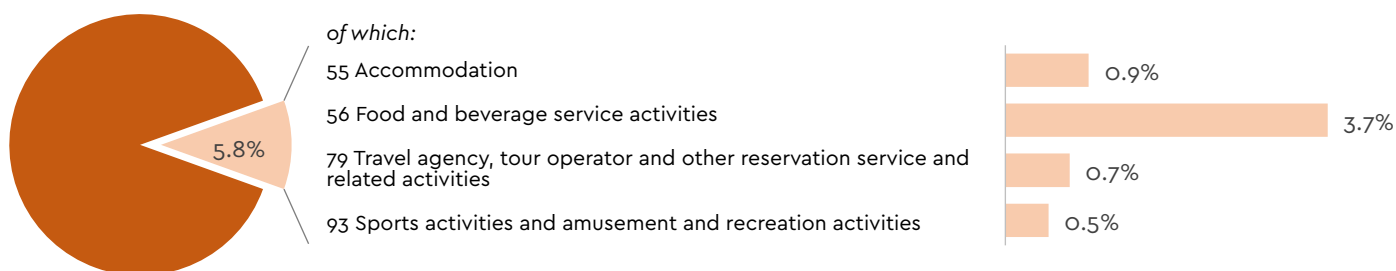 of which:
55 Accommodation
0.9%
56 Food and beverage service activities
3.7%
5.8%
79 Travel agency, tour operator and other reservation service and
related activities
0.7%
93 Sports activities and amusement and recreation activities
0.5%